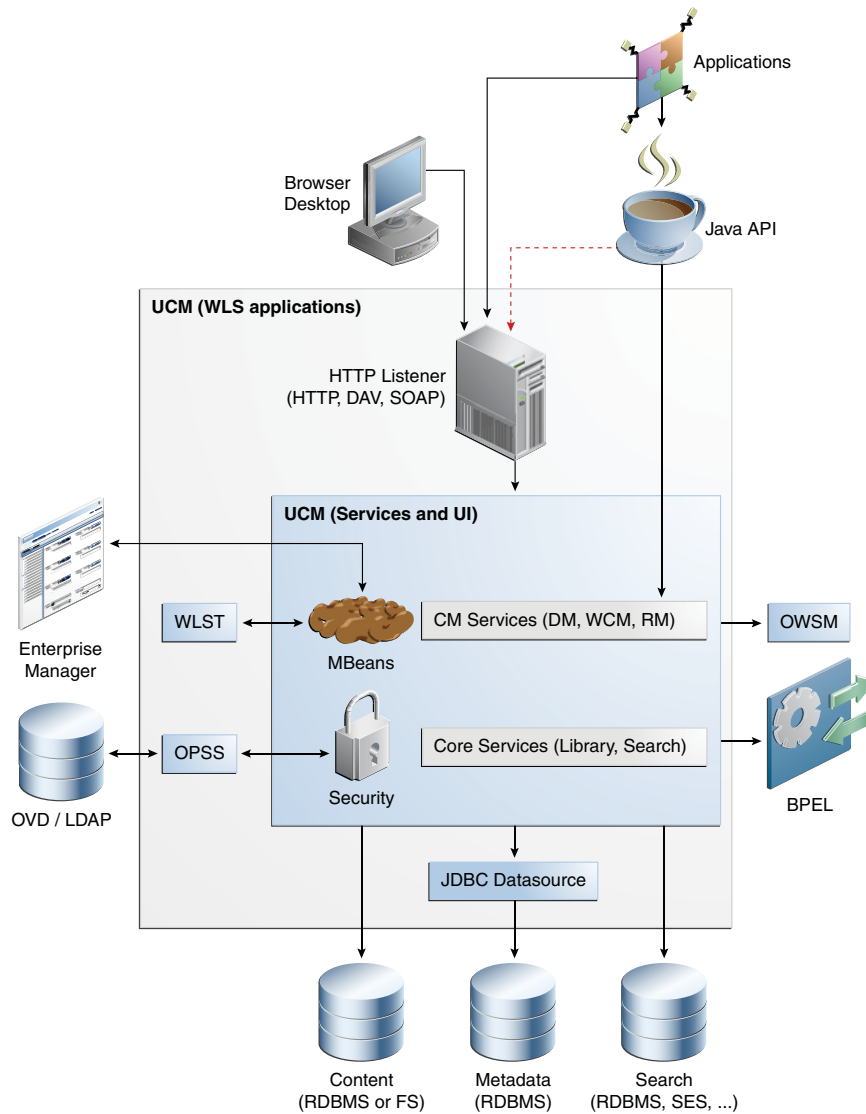 Applications
Browser
Desktop
Java API
UCM (WLS applications)
HTTP Listener
(HTTP, DAV, SOAP)
UCM (Services and UI)
WLST
MBeans
CM Services (DM, WCM, RM)
OWSM
Enterprise
Manager
OPSS
Security
Core Services (Library, Search)
OVD / LDAP
BPEL
JDBC Datasource
Content
(RDBMS or FS)
Metadata
(RDBMS)
Search
(RDBMS, SES, ...)